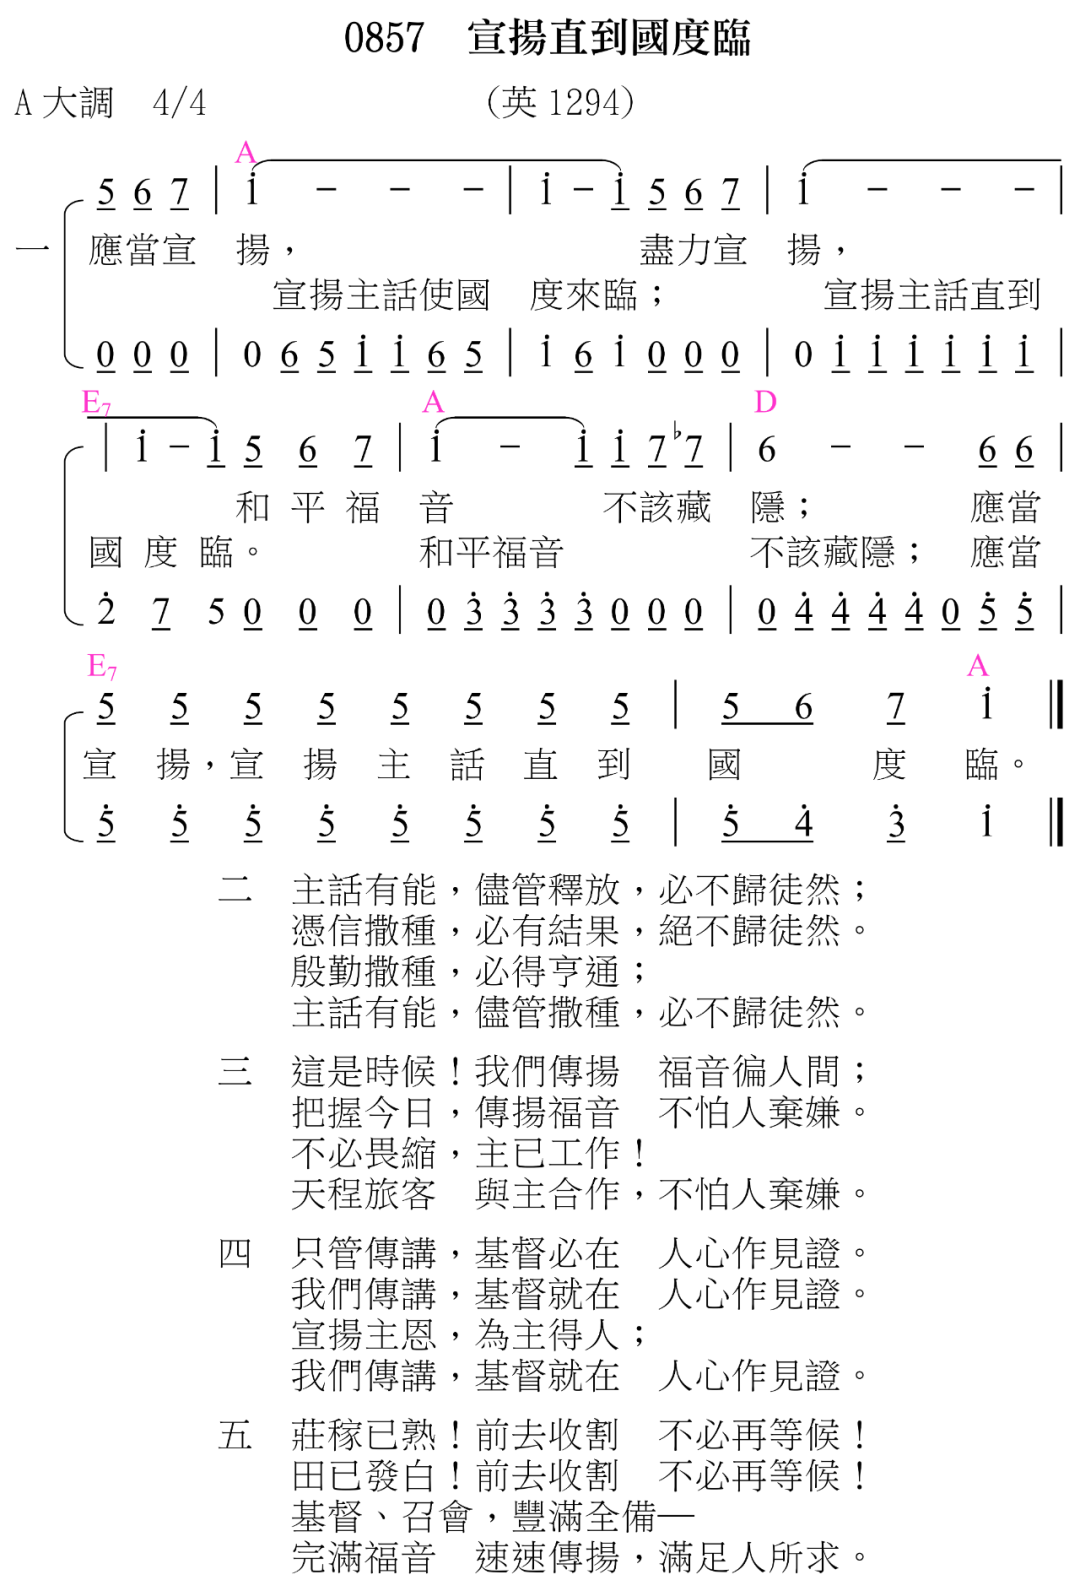 0857 宣揚直到國度臨
A 大調 4/4 (英 1294)
A
5 6 7 | i － － － | i － i 5 6 7 | i － － － |
一 應當宣 揚， 盡力宣 揚，
宣揚主話使國 度來臨； 宣揚主話直到
0 0 0 | 0 6 5 i i 6 5 | i 6 i 0 0 0 | 0 i i i i i i |
E7 A D
| i － i 5 6 7 | i － i i 7 ♭7 | 6 － － 6 6 |
和 平 福 音 不該藏 隱； 應當
國 度 臨。 和平福音 不該藏隱； 應當
2̇ 7 5 0 0 0 | 0 3̇ 3̇ 3̇ 3̇ 0 0 0 | 0 4̇ 4̇ 4̇ 4̇ 0 5̇ 5̇ |
E7 A
5 5 5 5 5 5 5 5 | 5 6 7 i ‖
宣 揚，宣 揚 主 話 直 到 國 度 臨。
5̇ 5̇ 5̇ 5̇ 5̇ 5̇ 5̇ 5̇ | 5̇ 4̇ 3̇ i ‖
二 主話有能，儘管釋放，必不歸徒然；
憑信撒種，必有結果，絕不歸徒然。
殷勤撒種，必得亨通；
主話有能，儘管撒種，必不歸徒然。
三 這是時候！我們傳揚 福音徧人間；
把握今日，傳揚福音 不怕人棄嫌。
不必畏縮，主已工作！
天程旅客 與主合作，不怕人棄嫌。
四 只管傳講，基督必在 人心作見證。
我們傳講，基督就在 人心作見證。
宣揚主恩，為主得人；
我們傳講，基督就在 人心作見證。
五 莊稼已熟！前去收割 不必再等候！
田已發白！前去收割 不必再等候！
基督、召會，豐滿全備—
完滿福音 速速傳揚，滿足人所求。